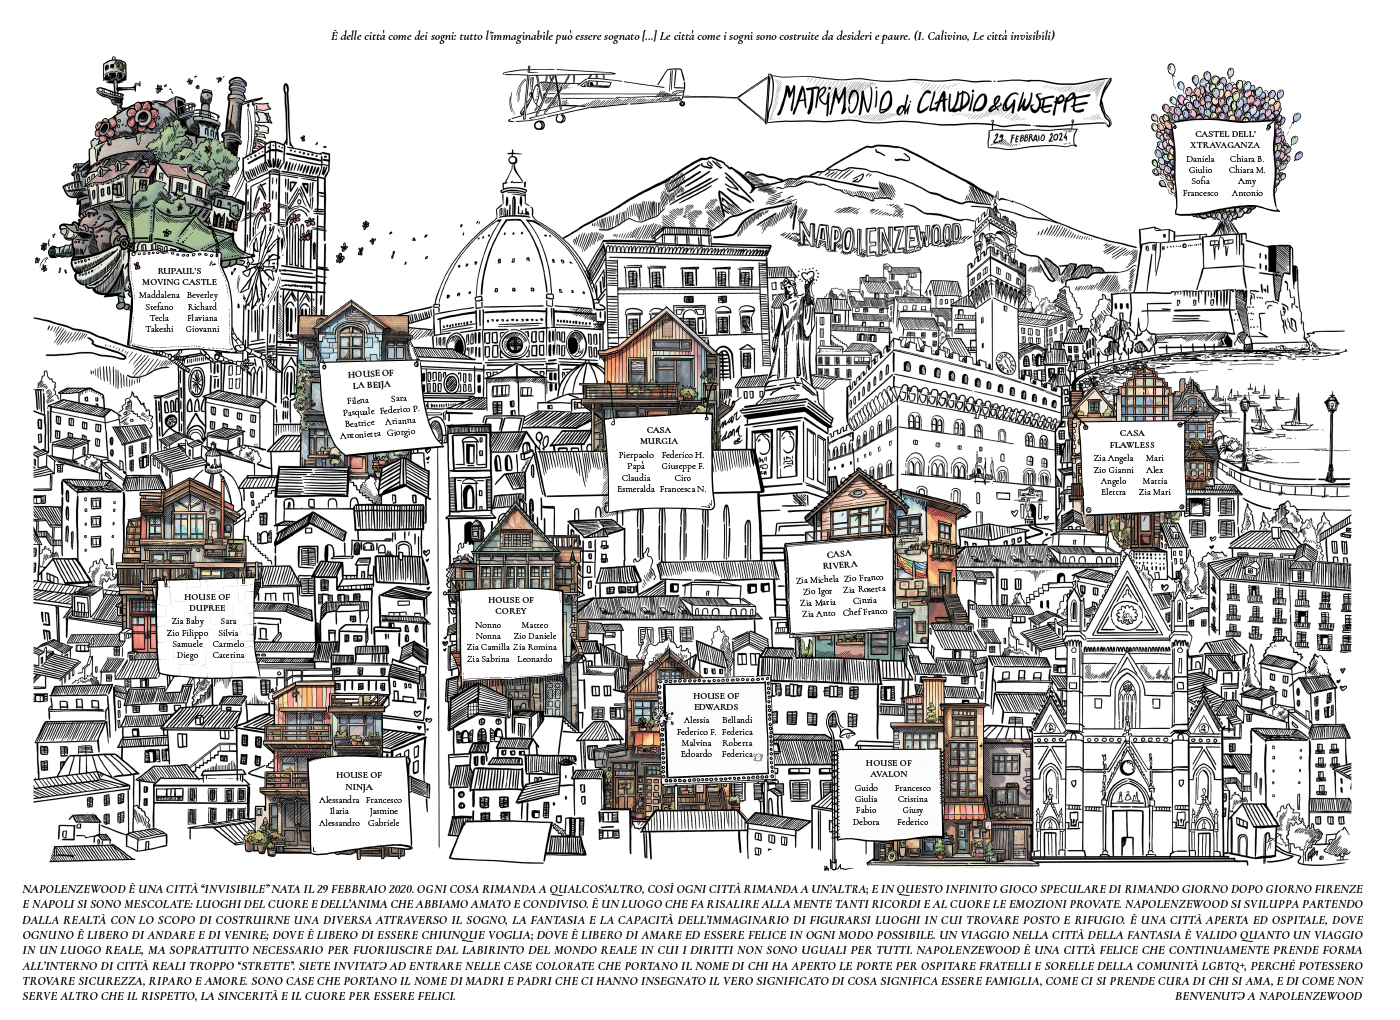 È delle città come dei sogni: tutto l'immaginabile può essere sognato [...] Le città come i sogni sono costruite da desideri e paure. (I. Calivino, Le città invisibili)
MATRIMONIO di CLAUDIO & GIUSEPPE
29 FEBBRAIO 2024
CASTEL DELL'
XTRAVAGANZA
Daniela Chiara B.
Giulio Chiara M.
Sofia Amy
Francesco Antonio
NAPOLENZEWOOD
RUPAUL'S
MOVING CASTLE
Maddalena Beverley
Stefano Richard
Tecla Flaviana
Takeshi Giovanni
HOUSE OF
LA BEIJA
Filena Sara
Pasquale Federico P.
Beatrice Arianna
Antonietta Giorgio
CASA
MURGIA
Pierpaolo Federico H.
Papà Giuseppe F.
Claudia Ciro
Esmeralda Francesca N.
CASA
FLAWLESS
Zia Angela Mari
Zio Gianni Alex
Angelo Mattia
Elettra Zia Mari
CASA
RIVERA
Zia Michela Zio Franco
Zio Igor Zia Rosetta
Zia Maria Cinzia
Zia Anto Chef Franco
HOUSE OF
DUPREE
Zia Baby Sara
Zio Filippo Silvia
Samuele Carmelo
Diego Caterina
HOUSE OF
COREY
Nonno Matteo
Nonna Zio Daniele
Zia Camilla Zia Romina
Zia Sabrina Leonardo
HOUSE OF
EDWARDS
Alessia Bellandi
Federico F. Federica
Malvina Roberta
Edoardo Federica
HOUSE OF
NINJA
Alessandra Francesco
Ilaria Jasmine
Alessandro Gabriele
HOUSE OF
AVALON
Guido Francesco
Giulia Cristina
Fabio Giusy
Debora Federico
NAPOLENZEWOOD È UNA CITTÀ “INVISIBILE” NATA IL 29 FEBBRAIO 2020. OGNI COSA RIMANDA A QUALCOS'ALTRO, COSÌ OGNI CITTÀ RIMANDA A UN'ALTRA; E IN QUESTO INFINITO GIOCO SPECULARE DI RIMANDO GIORNO DOPO GIORNO FIRENZE
E NAPOLI SI SONO MESCOLATE: LUOGHI DEL CUORE E DELL'ANIMA CHE ABBIAMO AMATO E CONDIVISO. È UN LUOGO CHE FA RISALIRE ALLA MENTE TANTI RICORDI E AL CUORE LE EMOZIONI PROVATE. NAPOLENZEWOOD SI SVILUPPA PARTENDO
DALLA REALTÀ CON LO SCOPO DI COSTRUIRNE UNA DIVERSA ATTRAVERSO IL SOGNO, LA FANTASIA E LA CAPACITÀ DELL'IMMAGINARIO DI FIGURARSI LUOGHI IN CUI TROVARE POSTO E RIFUGIO. È UNA CITTÀ APERTA ED OSPITALE, DOVE
OGNUNO È LIBERO DI ANDARE E DI VENIRE; DOVE È LIBERO DI ESSERE CHIUNQUE VOGLIA; DOVE È LIBERO DI AMARE ED ESSERE FELICE IN OGNI MODO POSSIBILE. UN VIAGGIO NELLA CITTÀ DELLA FANTASIA È VALIDO QUANTO UN VIAGGIO
IN UN LUOGO REALE, MA SOPRATTUTTO NECESSARIO PER FUORIUSCIRE DAL LABIRINTO DEL MONDO REALE IN CUI I DIRITTI NON SONO UGUALI PER TUTTI. NAPOLENZEWOOD È UNA CITTÀ FELICE CHE CONTINUAMENTE PRENDE FORMA
ALL'INTERNO DI CITTÀ REALI TROPPO “STRETTE”. SIETE INVITATƏ AD ENTRARE NELLE CASE COLORATE CHE PORTANO IL NOME DI CHI HA APERTO LE PORTE PER OSPITARE FRATELLI E SORELLE DELLA COMUNITÀ LGBTQ+, PERCHÉ POTESSERO
TROVARE SICUREZZA, RIPARO E AMORE. SONO CASE CHE PORTANO IL NOME DI MADRI E PADRI CHE CI HANNO INSEGNATO IL VERO SIGNIFICATO DI COSA SIGNIFICA ESSERE FAMIGLIA, COME CI SI PRENDE CURA DI CHI SI AMA, E DI COME NON
SERVE ALTRO CHE IL RISPETTO, LA SINCERITÀ E IL CUORE PER ESSERE FELICI. BENVENUTƏ A NAPOLENZEWOOD